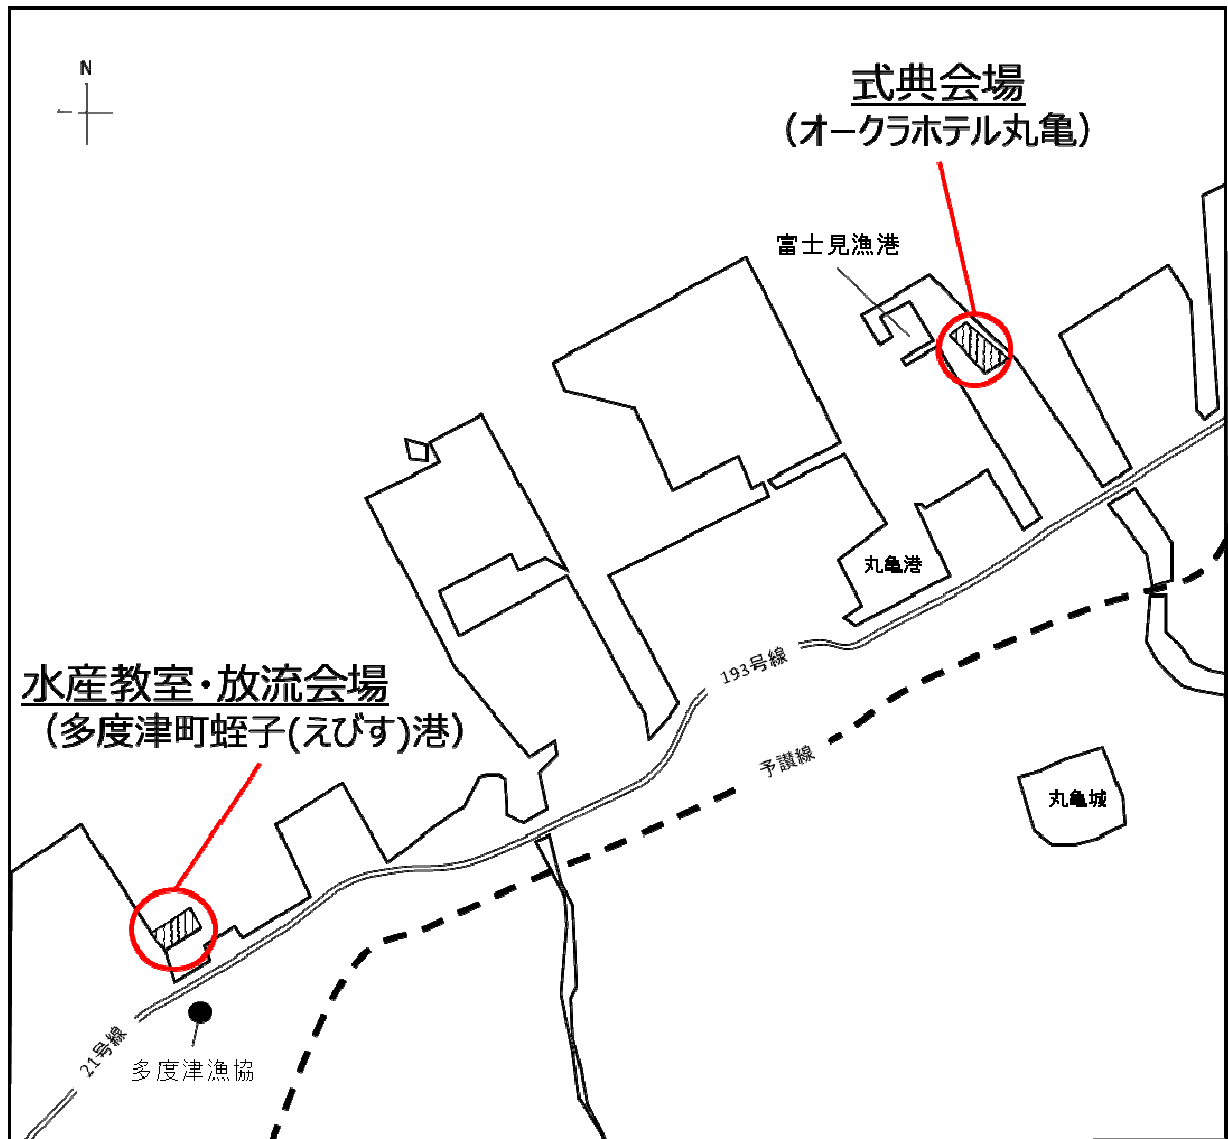 N
式典会場
（オークラホテル丸亀）
富士見漁港
丸亀港
193号線
水産教室・放流会場
（多度津町蛭子(えびす)港）
予讃線
丸亀城
21号線
多度津漁協